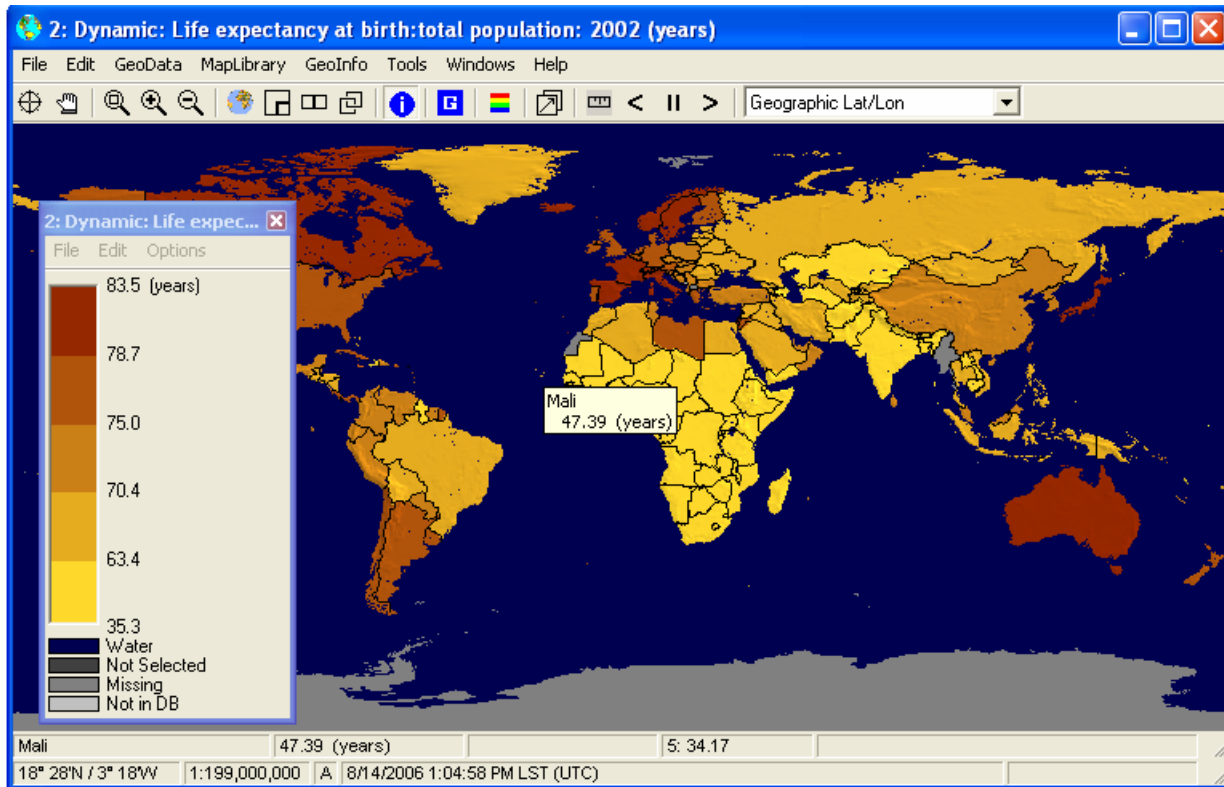 2: Dynamic: Life expectancy at birth:total population: 2002 (years)
File Edit GeoData MapLibrary GeoInfo Tools Windows Help
G < > Geographic Lat/Lon
2: Dynamic: Life expec...
File Edit Options
83.5 (years)
78.7
75.0
70.4
63.4
35.3
Water
Not Selected
Missing
Not in DB
Mali
47.39 (years)
Mali 47.39 (years) 5: 34.17
18° 28'N / 3° 18'W 1:199,000,000 A 8/14/2006 1:04:58 PM LST (UTC)